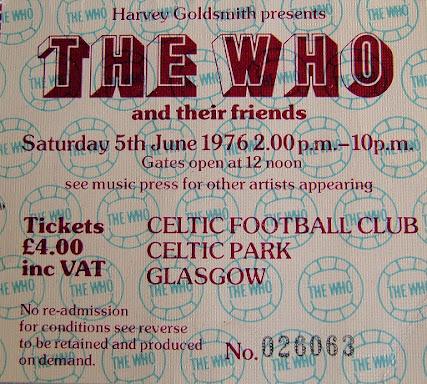 Harvey Goldsmith presents
THE WHO
and their friends
Saturday 5th June 1976 2.00 p.m.–10p.m.
Gates open at 12 noon
see music press for other artists appearing
Tickets
£4.00
inc VAT
CELTIC FOOTBALL CLUB
CELTIC PARK
GLASGOW
No re-admission
for conditions see reverse
to be retained and produced
on demand.
No. 026063